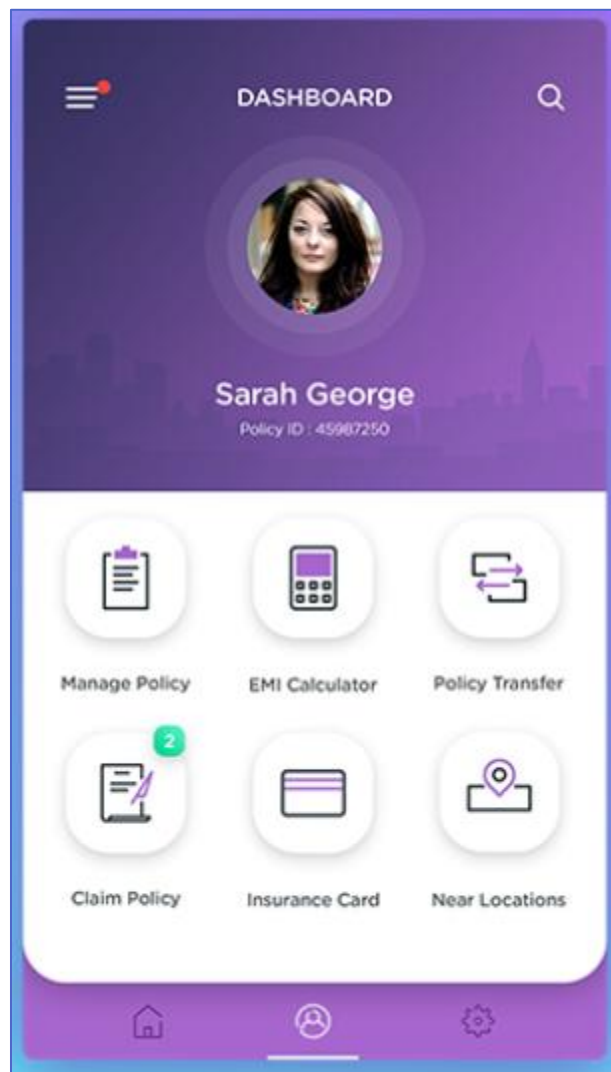 DASHBOARD
Sarah George
Policy ID : 45987250
Manage Policy EMI Calculator Policy Transfer
2
Claim Policy Insurance Card Near Locations